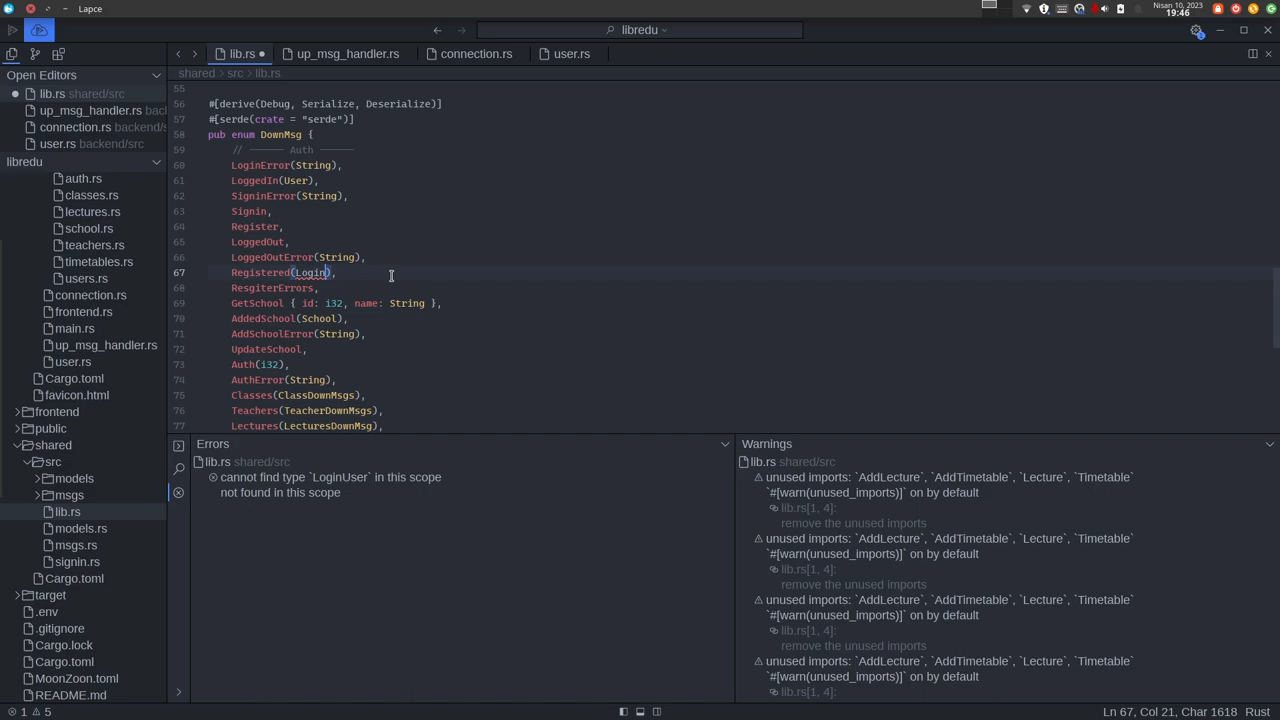 Lapce
Nisan 10, 2023
19:46
libredu
lib.rs
up_msg_handler.rs
connection.rs
user.rs
shared > src > lib.rs
Open Editors
lib.rs shared/src
up_msg_handler.rs back
connection.rs backend/s
user.rs backend/src
libredu
auth.rs
classes.rs
lectures.rs
school.rs
teachers.rs
timetables.rs
users.rs
connection.rs
frontend.rs
main.rs
up_msg_handler.rs
user.rs
Cargo.toml
favicon.html
frontend
public
shared
src
models
msgs
lib.rs
models.rs
msgs.rs
signin.rs
Cargo.toml
target
.env
.gitignore
Cargo.lock
Cargo.toml
MoonZoon.toml
README.md
55
56 #[derive(Debug, Serialize, Deserialize)]
57 #[serde(crate = "serde")]
58 pub enum DownMsg {
59 // ------ Auth ------
60 LoginError(String),
61 LoggedIn(User),
62 SigninError(String),
63 Signin,
64 Register,
65 LoggedOut,
66 LoggedOutError(String),
67 Registered(Login),
68 ResgiterErrors,
69 GetSchool { id: i32, name: String },
70 AddedSchool(School),
71 AddSchoolError(String),
72 UpdateSchool,
73 Auth(i32),
74 AuthError(String),
75 Classes(ClassDownMsgs),
76 Teachers(TeacherDownMsgs),
77 Lectures(LecturesDownMsg),
Errors
lib.rs shared/src
cannot find type `LoginUser` in this scope
not found in this scope
Warnings
lib.rs shared/src
unused imports: `AddLecture`, `AddTimetable`, `Lecture`, `Timetable`
`#[warn(unused_imports)]` on by default
lib.rs[1, 4]:
remove the unused imports
unused imports: `AddLecture`, `AddTimetable`, `Lecture`, `Timetable`
`#[warn(unused_imports)]` on by default
lib.rs[1, 4]:
remove the unused imports
unused imports: `AddLecture`, `AddTimetable`, `Lecture`, `Timetable`
`#[warn(unused_imports)]` on by default
lib.rs[1, 4]:
remove the unused imports
unused imports: `AddLecture`, `AddTimetable`, `Lecture`, `Timetable`
`#[warn(unused_imports)]` on by default
lib.rs[1, 4]:
1 5
Ln 67, Col 21, Char 1618 Rust